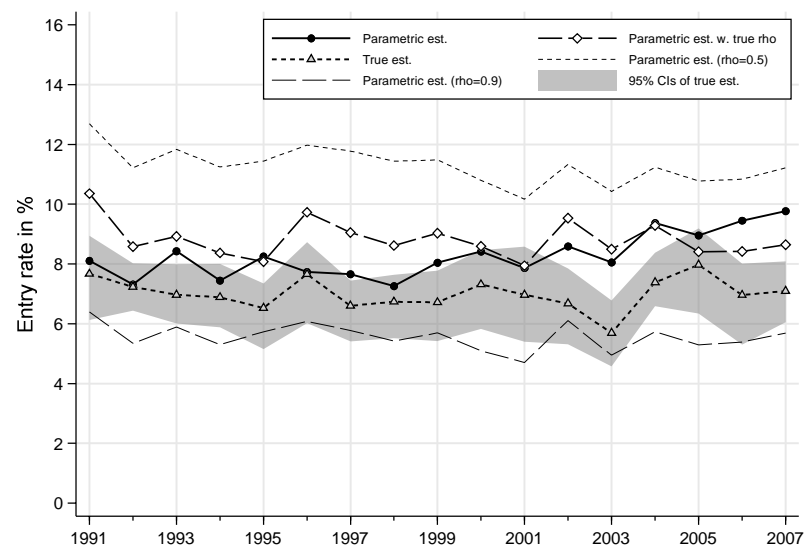 16
14
12
10
8
6
4
2
0
Entry rate in %
Parametric est.
Parametric est. w. true rho
True est.
Parametric est. (rho=0.5)
Parametric est. (rho=0.9)
95% CIs of true est.
1991 1993 1995 1997 1999 2001 2003 2005 2007